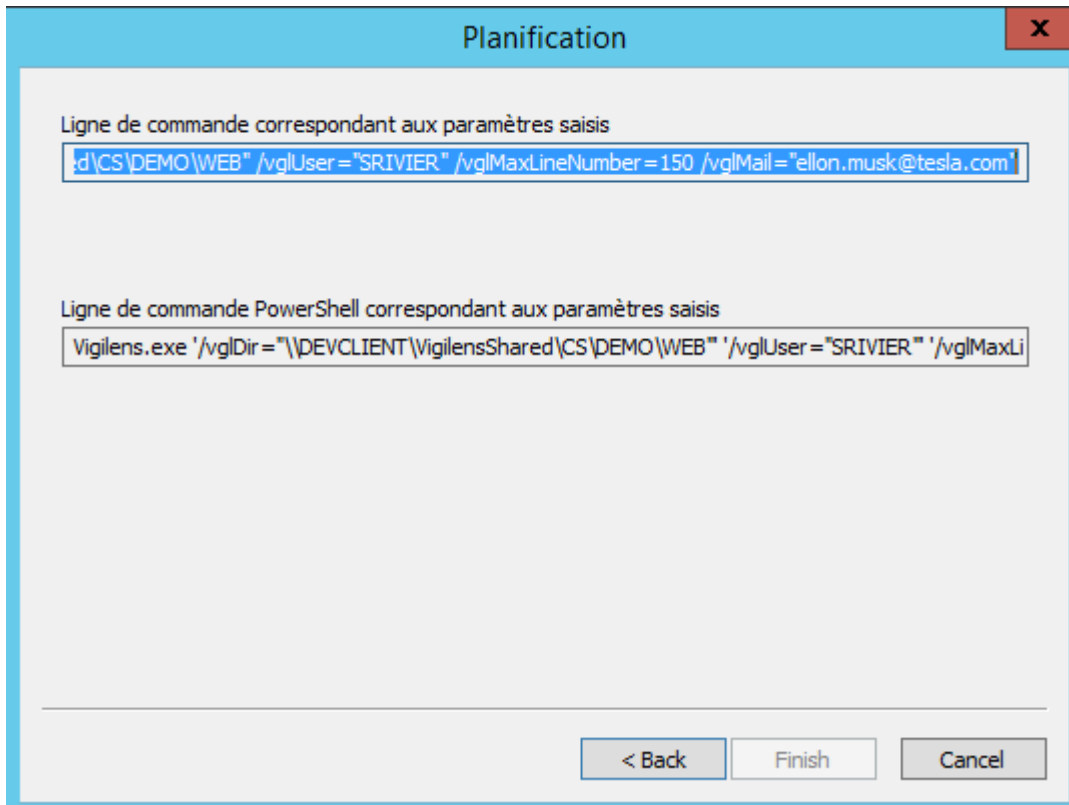 Planification
x
Ligne de commande correspondant aux paramètres saisis
ed\CS\DEMO\WEB" /vglUser="SRIVIER" /vglMaxLineNumber=150 /vglMail="ellon.musk@tesla.com"
Ligne de commande PowerShell correspondant aux paramètres saisis
Vigilens.exe '/vglDir="\\DEVCLIENT\VigilensShared\CS\DEMO\WEB"' '/vglUser="SRIVIER"' '/vglMaxLi
< Back Finish Cancel